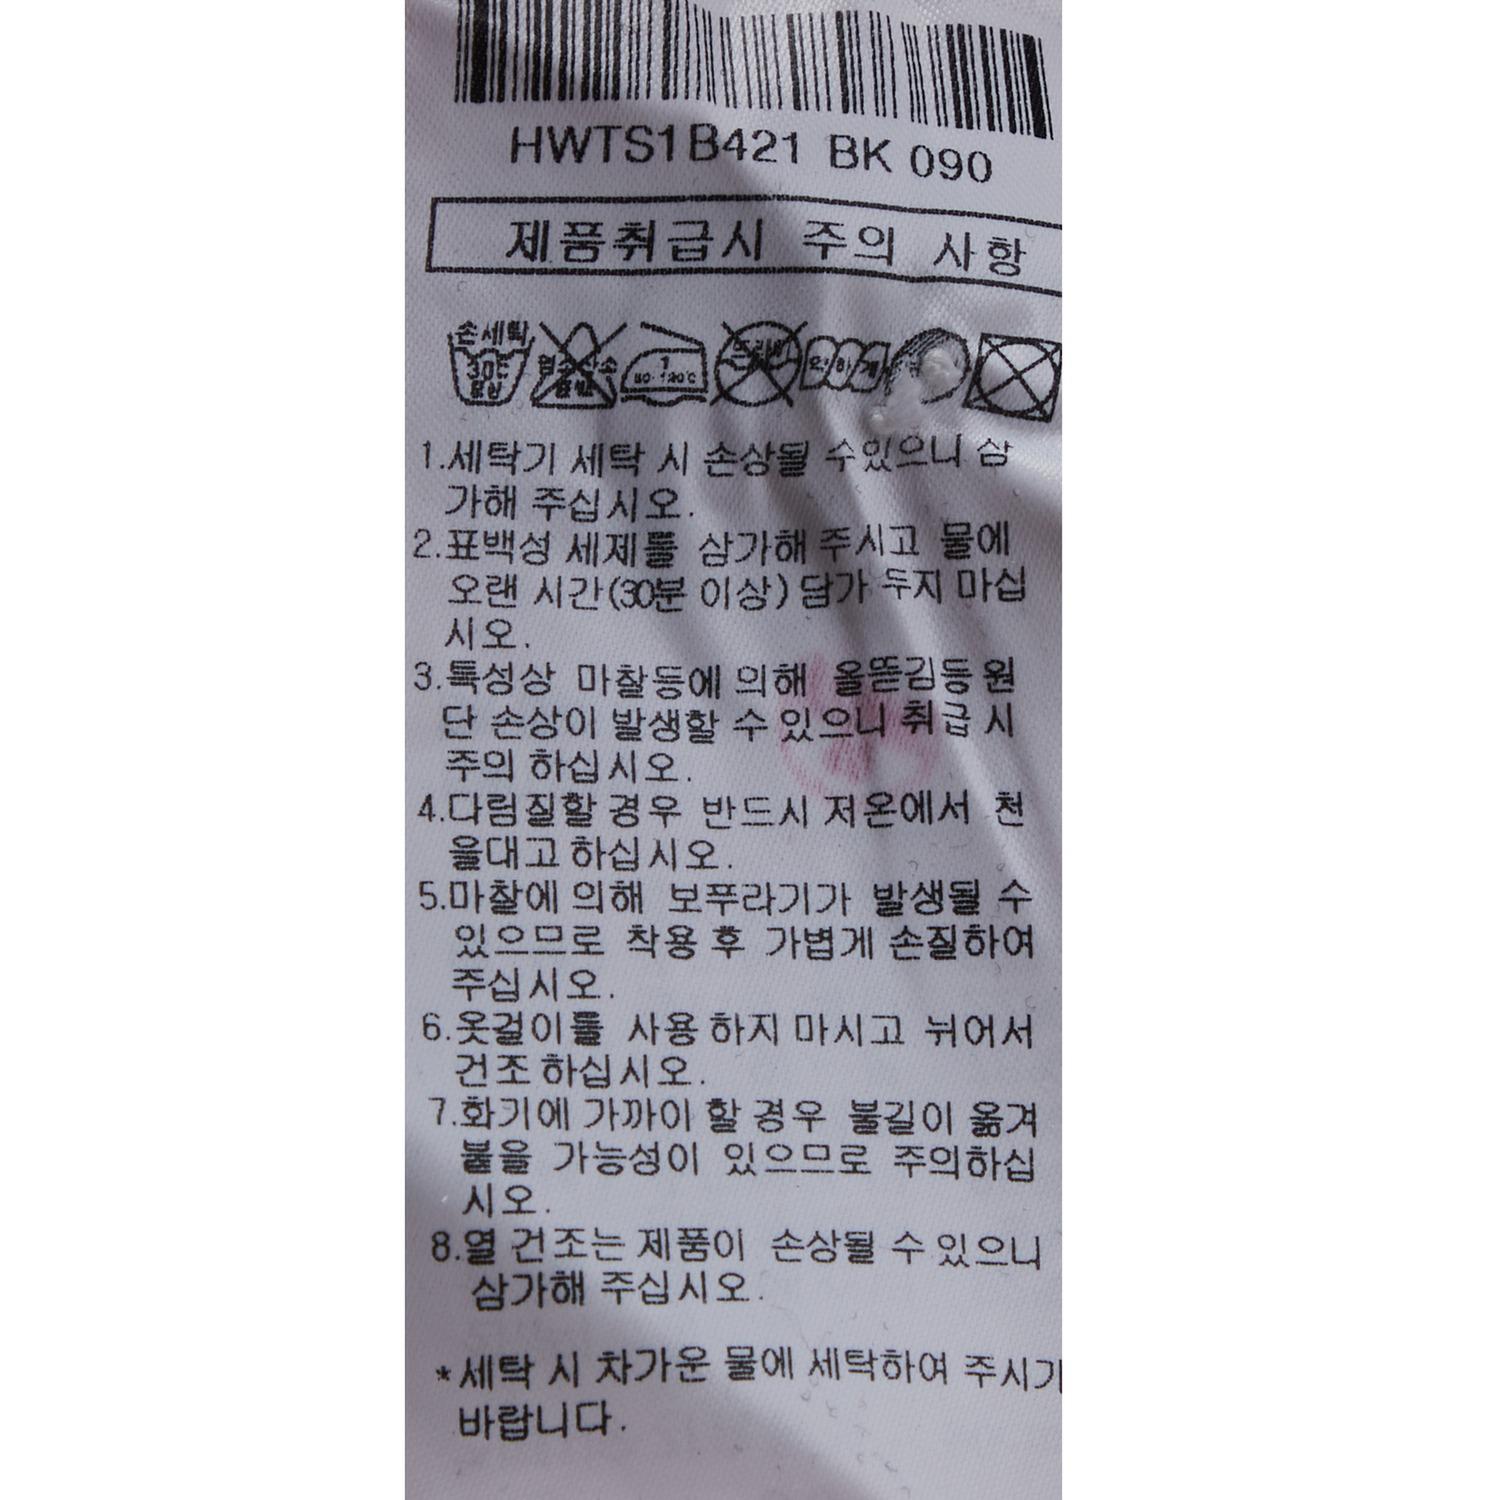 HWTS1B421 BK 090
제품취급시 주의 사항
손세탁
30℃
중성
염소산소
표백
1
80-120℃
드라이
약하게
1.세탁기 세탁 시 손상될 수있으니 삼
가해 주십시오.
2.표백성 세제를 삼가해 주시고 물에
오랜 시간(30분 이상)담가 두지 마십
시오.
3.특성상 마찰등에 의해 올뜯김등 원
단 손상이 발생할 수 있으니 취급 시
주의 하십시오.
4.다림질할 경우 반드시 저온에서 천
을대고 하십시오.
5.마찰에 의해 보푸라기가 발생될 수
있으므로 착용 후 가볍게 손질하여
주십시오.
6.옷걸이를 사용 하지 마시고 뉘어서
건조 하십시오.
7.화기에 가까이 할 경우 불길이 옮겨
붙을 가능성이 있으므로 주의하십
시오.
8.열 건조는 제품이 손상될 수 있으니
삼가해 주십시오.
*세탁 시 차가운 물에 세탁하여 주시기
바랍니다.